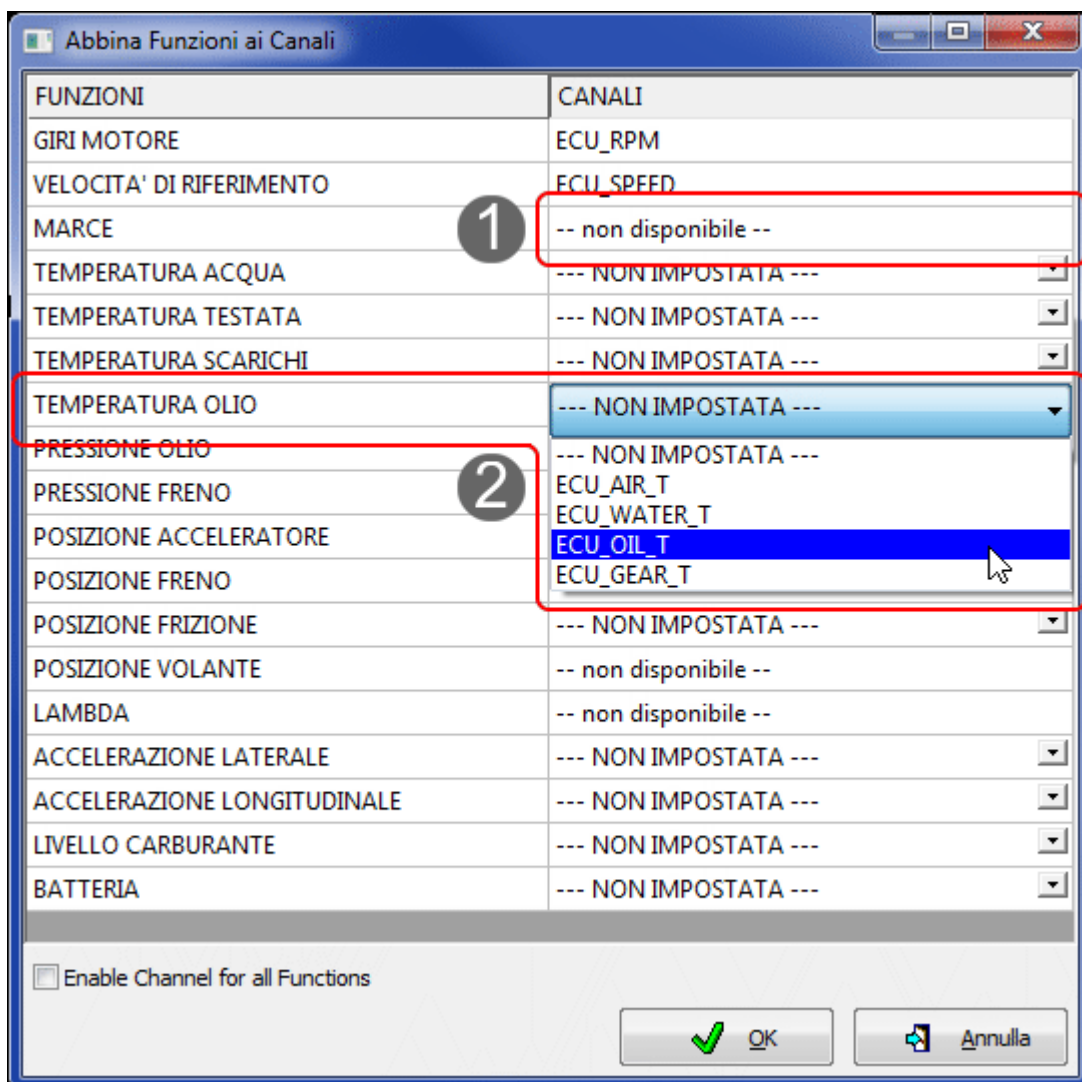 Abbina Funzioni ai Canali
FUNZIONI CANALI
GIRI MOTORE ECU_RPM
VELOCITA' DI RIFERIMENTO ECU_SPEED
1
MARCE -- non disponibile --
TEMPERATURA ACQUA --- NON IMPOSTATA ---
TEMPERATURA TESTATA --- NON IMPOSTATA ---
TEMPERATURA SCARICHI --- NON IMPOSTATA ---
TEMPERATURA OLIO --- NON IMPOSTATA ---
PRESSIONE OLIO --- NON IMPOSTATA ---
2
PRESSIONE FRENO ECU_AIR_T
ECU_WATER_T
POSIZIONE ACCELERATORE ECU_OIL_T
POSIZIONE FRENO ECU_GEAR_T
POSIZIONE FRIZIONE --- NON IMPOSTATA ---
POSIZIONE VOLANTE -- non disponibile --
LAMBDA -- non disponibile --
ACCELERAZIONE LATERALE --- NON IMPOSTATA ---
ACCELERAZIONE LONGITUDINALE --- NON IMPOSTATA ---
LIVELLO CARBURANTE --- NON IMPOSTATA ---
BATTERIA --- NON IMPOSTATA ---
Enable Channel for all Functions
OK Annulla